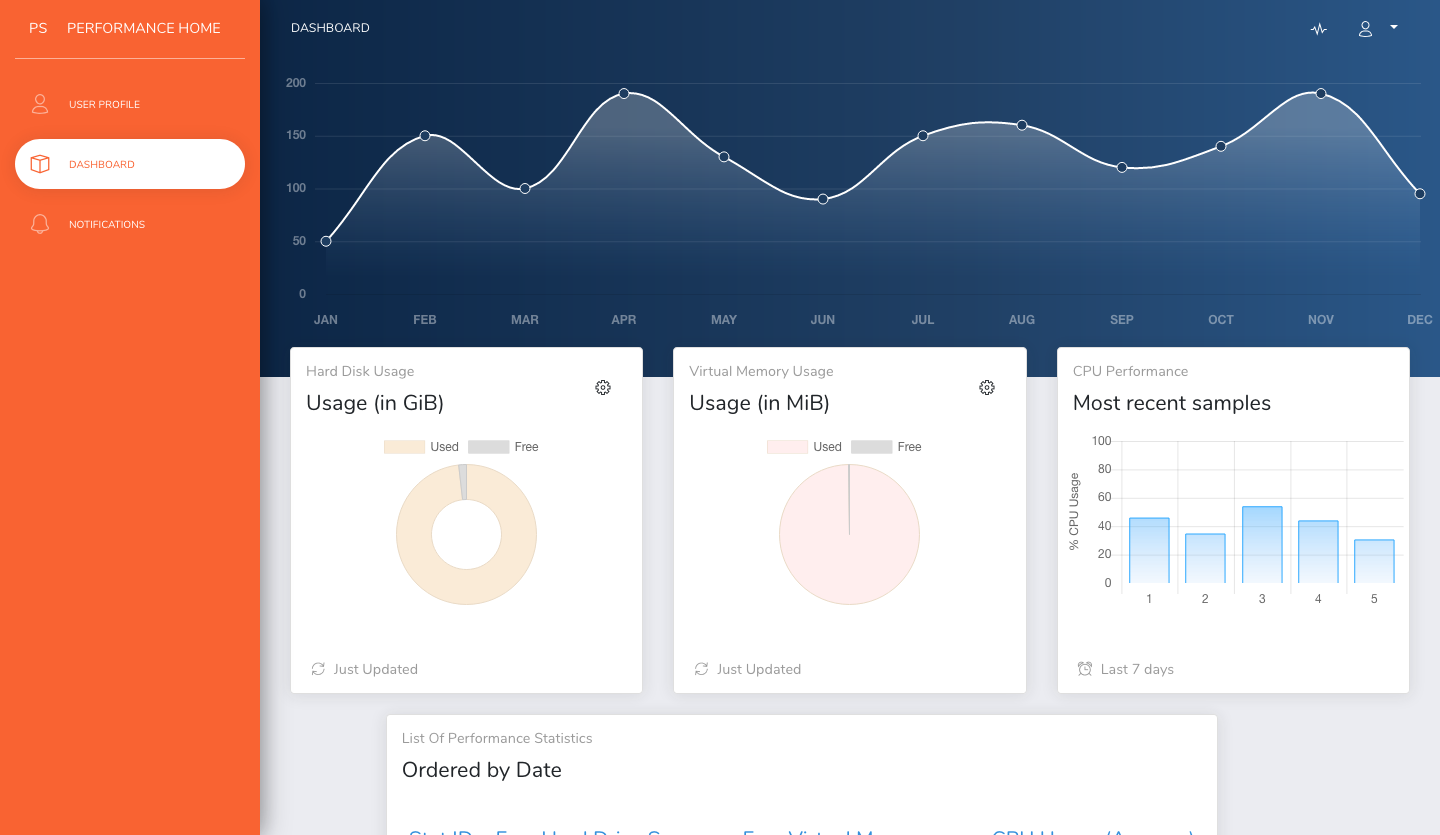 PS PERFORMANCE HOME
USER PROFILE
DASHBOARD
NOTIFICATIONS
DASHBOARD
200
150
100
50
0
JAN FEB MAR APR MAY JUN JUL AUG SEP OCT NOV DEC
Hard Disk Usage
Usage (in GiB)
Used Free
Just Updated
Virtual Memory Usage
Usage (in MiB)
Used Free
Just Updated
CPU Performance
Most recent samples
% CPU Usage
100
80
60
40
20
0
1 2 3 4 5
Last 7 days
List Of Performance Statistics
Ordered by Date